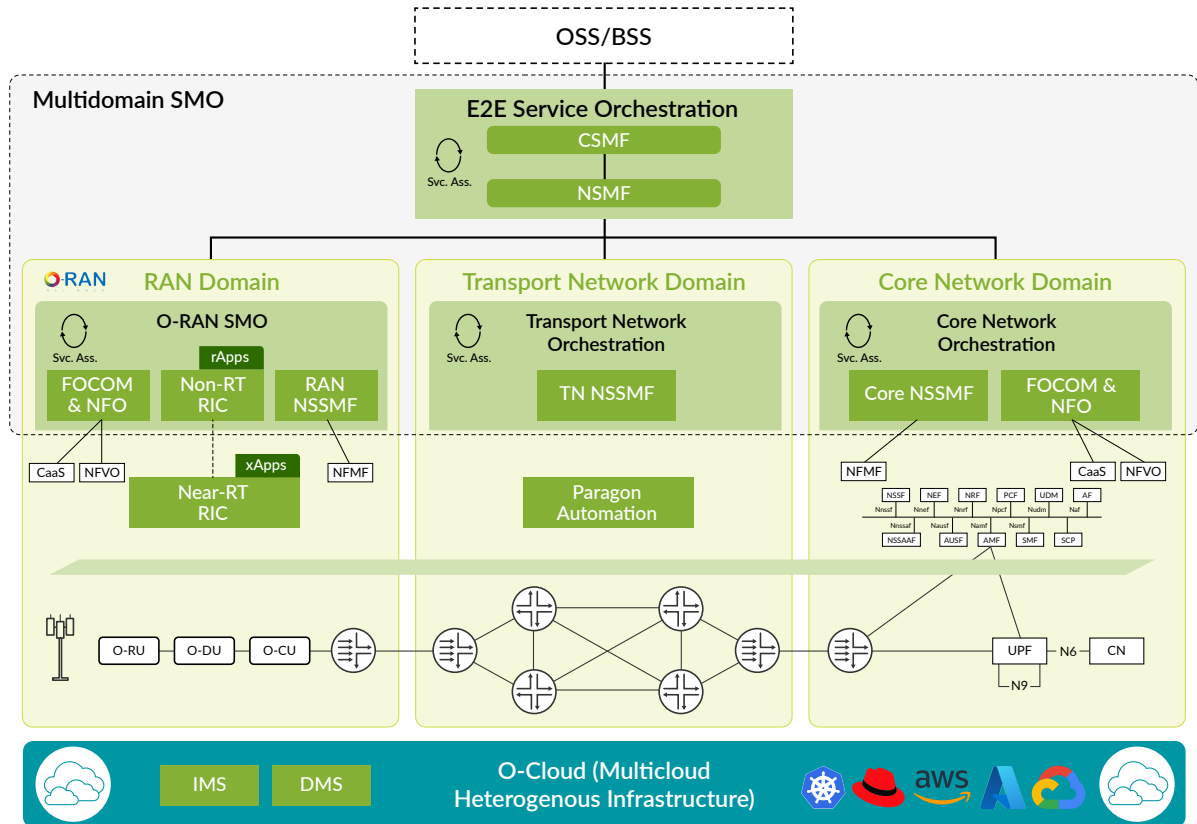 OSS/BSS
Multidomain SMO
E2E Service Orchestration
CSMF
Svc. Ass.
NSMF
O-RAN
ALLIANCE
RAN Domain
Transport Network Domain
Core Network Domain
O-RAN SMO
Svc. Ass.
rApps
FOCOM
& NFO
Non-RT
RIC
RAN
NSSMF
Transport Network
Orchestration
Svc. Ass.
TN NSSMF
Core Network
Orchestration
Svc. Ass.
Core NSSMF
FOCOM &
NFO
CaaS
NFVO
xApps
NFMF
Near-RT
RIC
Paragon
Automation
NFMF
CaaS
NFVO
NSSF
NEF
NRF
PCF
UDM
AF
Nnssf
Nnef
Nnrf
Npcf
Nudm
Naf
Nnssaf
Nausf
Namf
Nsmf
NSSAAF
AUSF
AMF
SMF
SCP
O-RU
O-DU
O-CU
UPF
N6
CN
N9
IMS
DMS
O-Cloud (Multicloud
Heterogenous Infrastructure)
aws